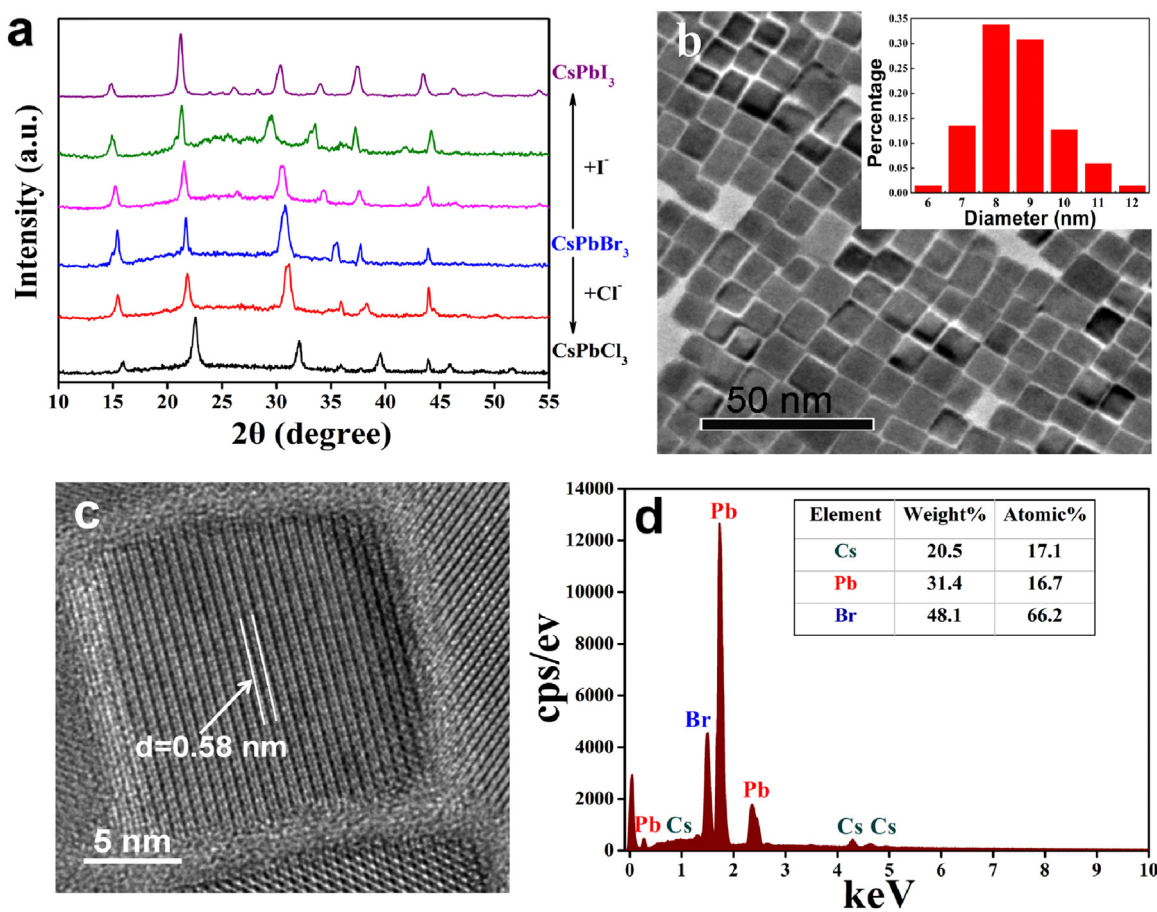 a
Intensity (a.u.)
CsPbI₃
+I⁻
CsPbBr₃
+Cl⁻
CsPbCl₃
10 15 20 25 30 35 40 45 50 55
2θ (degree)
b
50 nm
Percentage
0.35
0.30
0.25
0.20
0.15
0.10
0.05
0.00
6 7 8 9 10 11 12
Diameter (nm)
c
d=0.58 nm
5 nm
d
cps/ev
14000
12000
10000
8000
6000
4000
2000
0
Pb
Br
Pb
Pb Cs Cs Cs
Element Weight% Atomic%
Cs 20.5 17.1
Pb 31.4 16.7
Br 48.1 66.2
0 1 2 3 4 5 6 7 8 9 10
keV